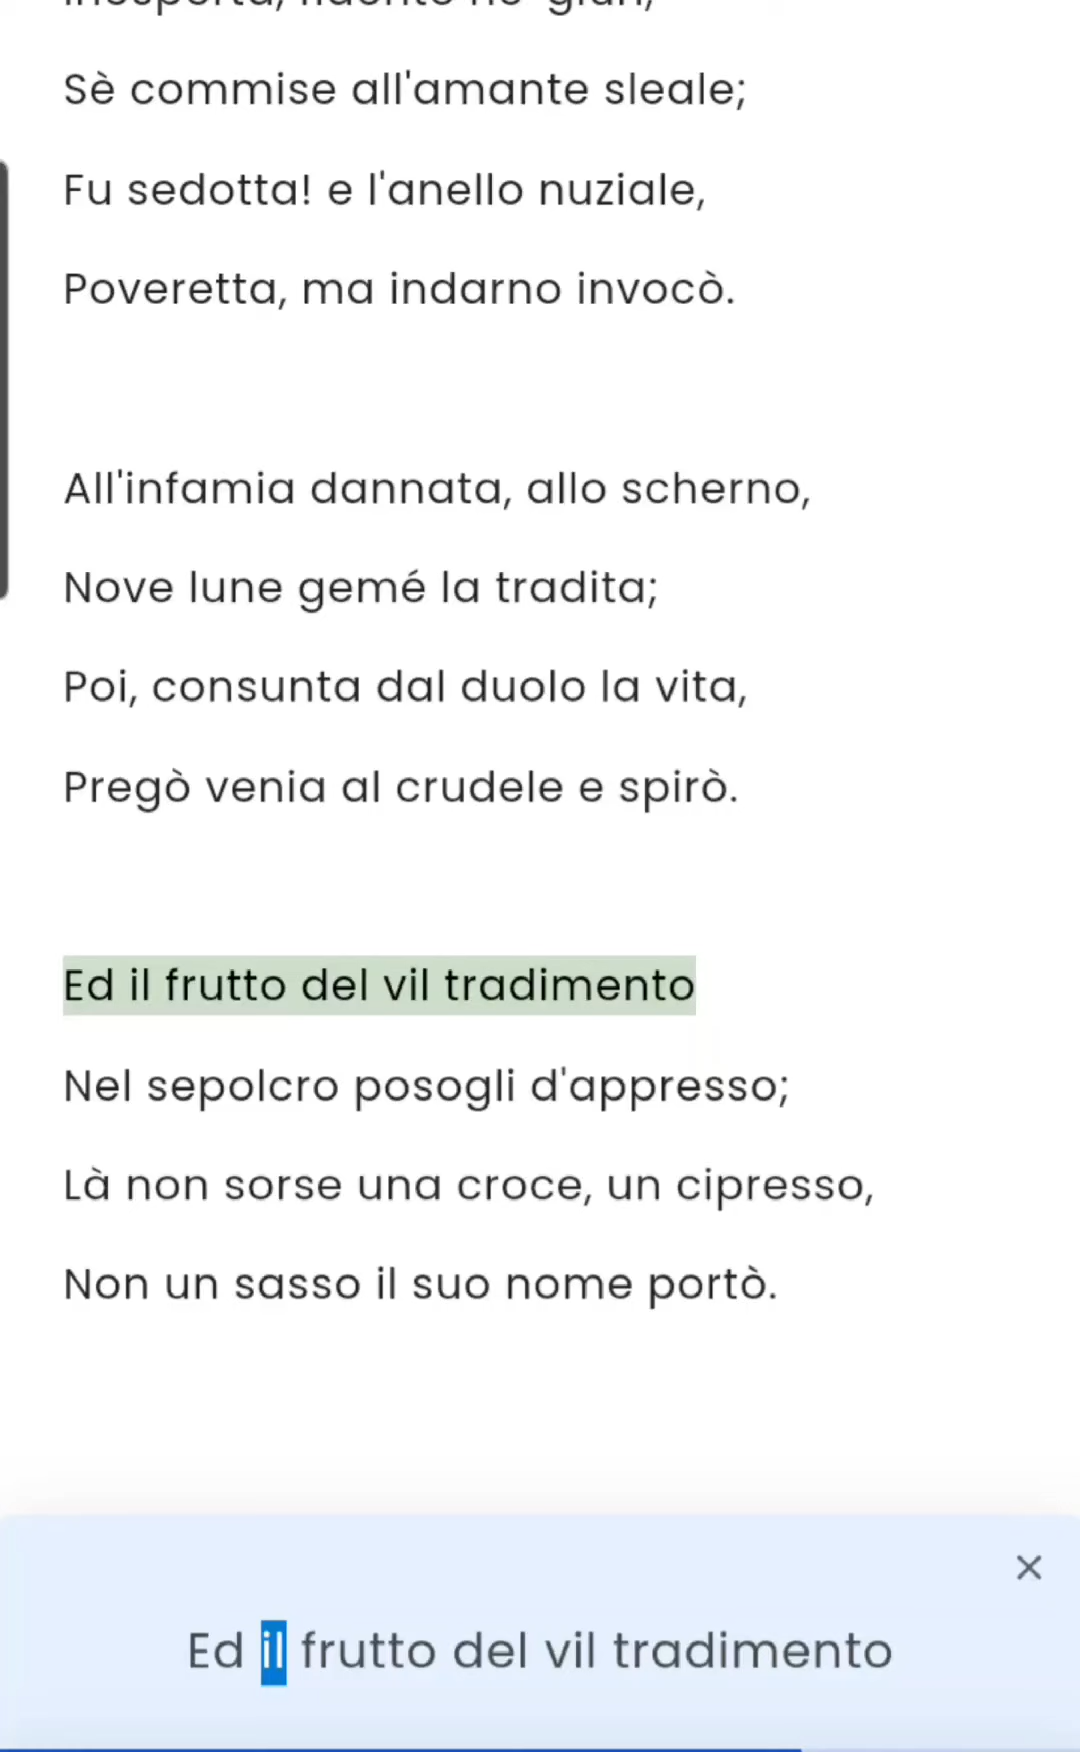 Sè commise all'amante sleale;
Fu sedotta! e l'anello nuziale,
Poveretta, ma indarno invocò.
All'infamia dannata, allo scherno,
Nove lune gemé la tradita;
Poi, consunta dal duolo la vita,
Pregò venia al crudele e spirò.
Ed il frutto del vil tradimento
Nel sepolcro posogli d'appresso;
Là non sorse una croce, un cipresso,
Non un sasso il suo nome portò.
Ed il frutto del vil tradimento